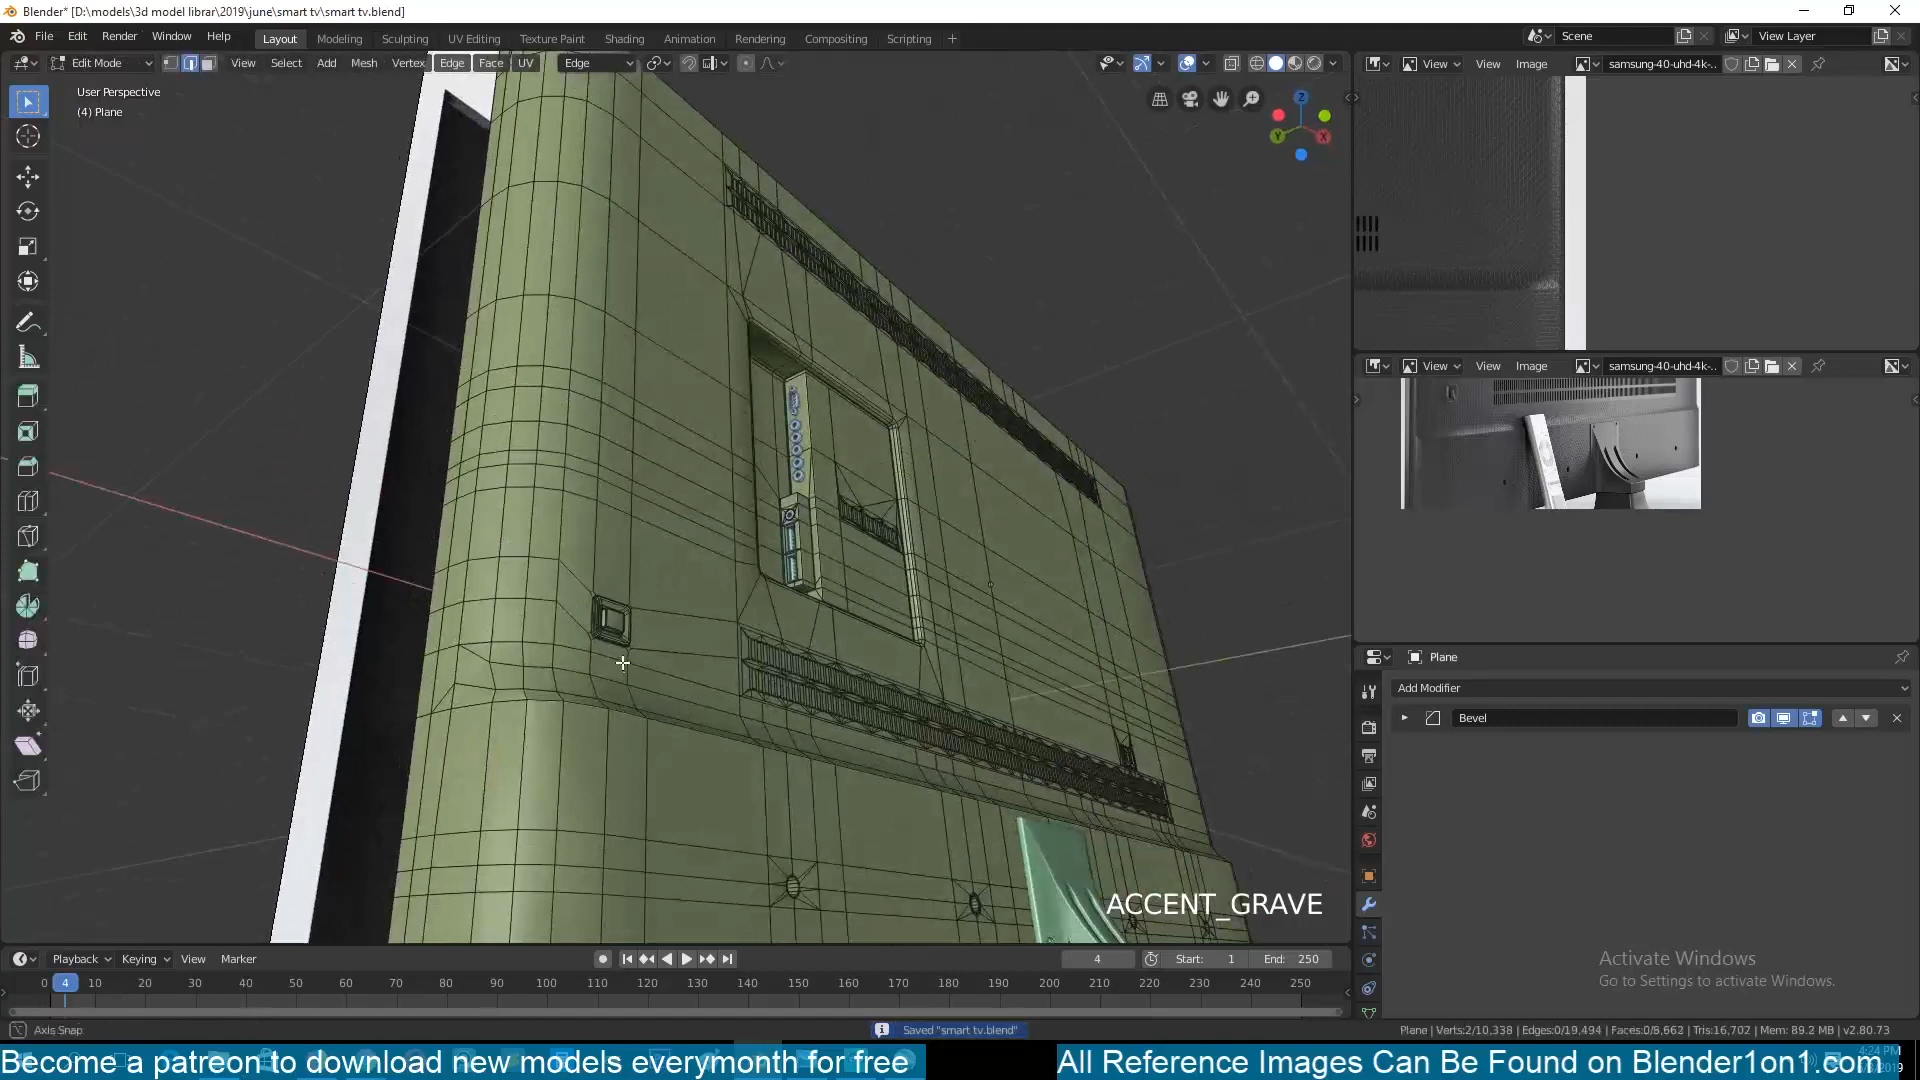 Blender* [D:\models\3d model librar\2019\june\smart tv\smart tv.blend]
File Edit Render Window Help
Layout Modeling Sculpting UV Editing Texture Paint Shading Animation Rendering Compositing Scripting +
Scene View Layer
Edit Mode View Select Add Mesh Vertex Edge Face UV Edge
View View Image samsung-40-uhd-4k-..
User Perspective
(4) Plane
Z
Y X
View View Image samsung-40-uhd-4k-..
Plane
Add Modifier
Bevel
ACCENT_GRAVE
Activate Windows
Go to Settings to activate Windows.
Playback Keying View Marker 4 Start: 1 End: 250
0 4 10 20 30 40 50 60 70 80 90 100 110 120 130 140 150 160 170 180 190 200 210 220 230 240 250
Axis Snap Saved "smart tv.blend" Plane | Verts:2/10,338 | Edges:0/19,494 | Faces:0/8,662 | Tris:16,702 | Mem: 89.2 MB | v2.80.73
Become a patreon to download new models everymonth for free
All Reference Images Can Be Found on Blender1on1.com
4:24 PM